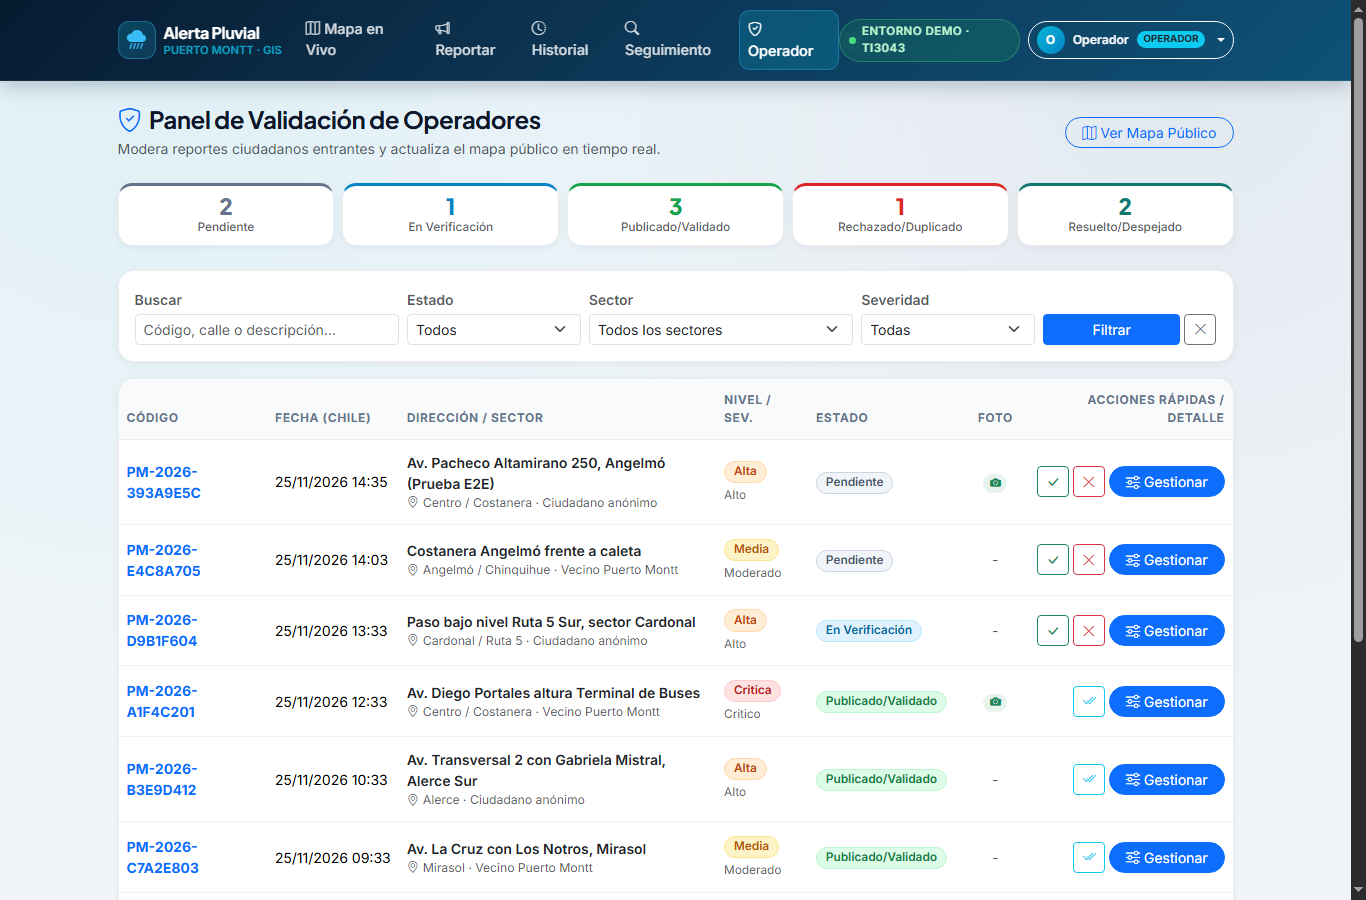 Alerta Pluvial
PUERTO MONTT · GIS
Mapa en
Vivo
Reportar
Historial
Seguimiento
Operador
ENTORNO DEMO ·
TI3043
O Operador OPERADOR
Panel de Validación de Operadores
Modera reportes ciudadanos entrantes y actualiza el mapa público en tiempo real.
Ver Mapa Público
2
Pendiente
1
En Verificación
3
Publicado/Validado
1
Rechazado/Duplicado
2
Resuelto/Despejado
Buscar
Código, calle o descripción...
Estado
Todos
Sector
Todos los sectores
Severidad
Todas
Filtrar
CÓDIGO
FECHA (CHILE)
DIRECCIÓN / SECTOR
NIVEL /
SEV.
ESTADO
FOTO
ACCIONES RÁPIDAS /
DETALLE
PM-2026-
393A9E5C
25/11/2026 14:35
Av. Pacheco Altamirano 250, Angelmó
(Prueba E2E)
Centro / Costanera · Ciudadano anónimo
Alta
Alto
Pendiente
Gestionar
PM-2026-
E4C8A705
25/11/2026 14:03
Costanera Angelmó frente a caleta
Angelmó / Chinquihue · Vecino Puerto Montt
Media
Moderado
Pendiente
-
Gestionar
PM-2026-
D9B1F604
25/11/2026 13:33
Paso bajo nivel Ruta 5 Sur, sector Cardonal
Cardonal / Ruta 5 · Ciudadano anónimo
Alta
Alto
En Verificación
-
Gestionar
PM-2026-
A1F4C201
25/11/2026 12:33
Av. Diego Portales altura Terminal de Buses
Centro / Costanera · Vecino Puerto Montt
Critica
Critico
Publicado/Validado
Gestionar
PM-2026-
B3E9D412
25/11/2026 10:33
Av. Transversal 2 con Gabriela Mistral,
Alerce Sur
Alerce · Ciudadano anónimo
Alta
Alto
Publicado/Validado
-
Gestionar
PM-2026-
C7A2E803
25/11/2026 09:33
Av. La Cruz con Los Notros, Mirasol
Mirasol · Vecino Puerto Montt
Media
Moderado
Publicado/Validado
-
Gestionar